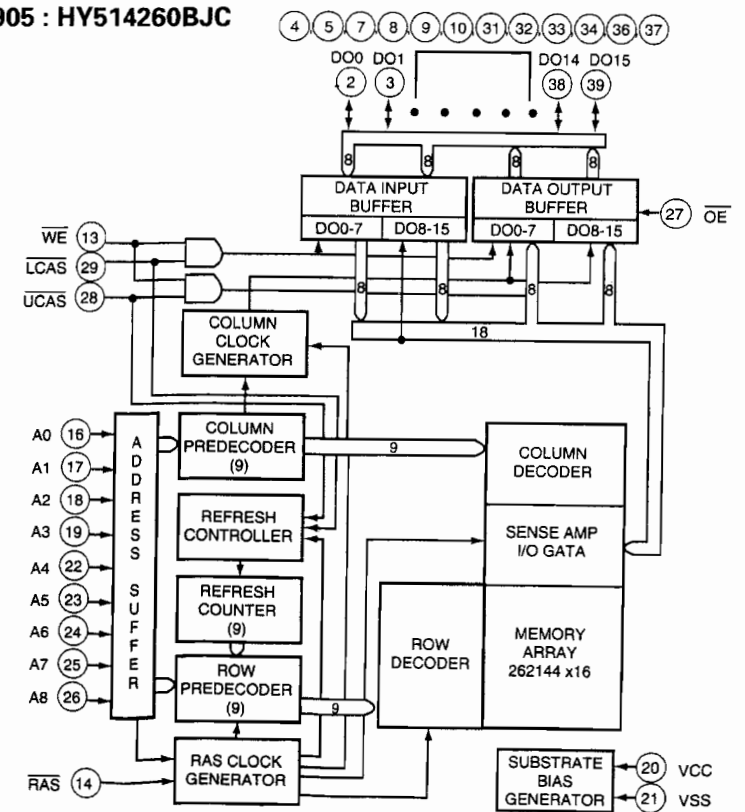 905 : HY514260BJC
4 5 7 8 9 10 31 32 33 34 36 37
DO0 DO1 DO14 DO15
2 3 38 39
8 8 8 8
DATA INPUT BUFFER
DO0-7 DO8-15
DATA OUTPUT BUFFER
DO0-7 DO8-15
27 OE
WE 13
LCAS 29
UCAS 28
8 8 8 8
18
COLUMN CLOCK GENERATOR
A0 16
A1 17
A2 18
A3 19
A4 22
A5 23
A6 24
A7 25
A8 26
ADDRESS SUFFER
COLUMN PREDECODER (9)
9
COLUMN DECODER
REFRESH CONTROLLER
SENSE AMP I/O GATA
REFRESH COUNTER (9)
ROW PREDECODER (9)
9
ROW DECODER
MEMORY ARRAY 262144 x16
RAS 14
RAS CLOCK GENERATOR
SUBSTRATE BIAS GENERATOR
20 VCC
21 VSS